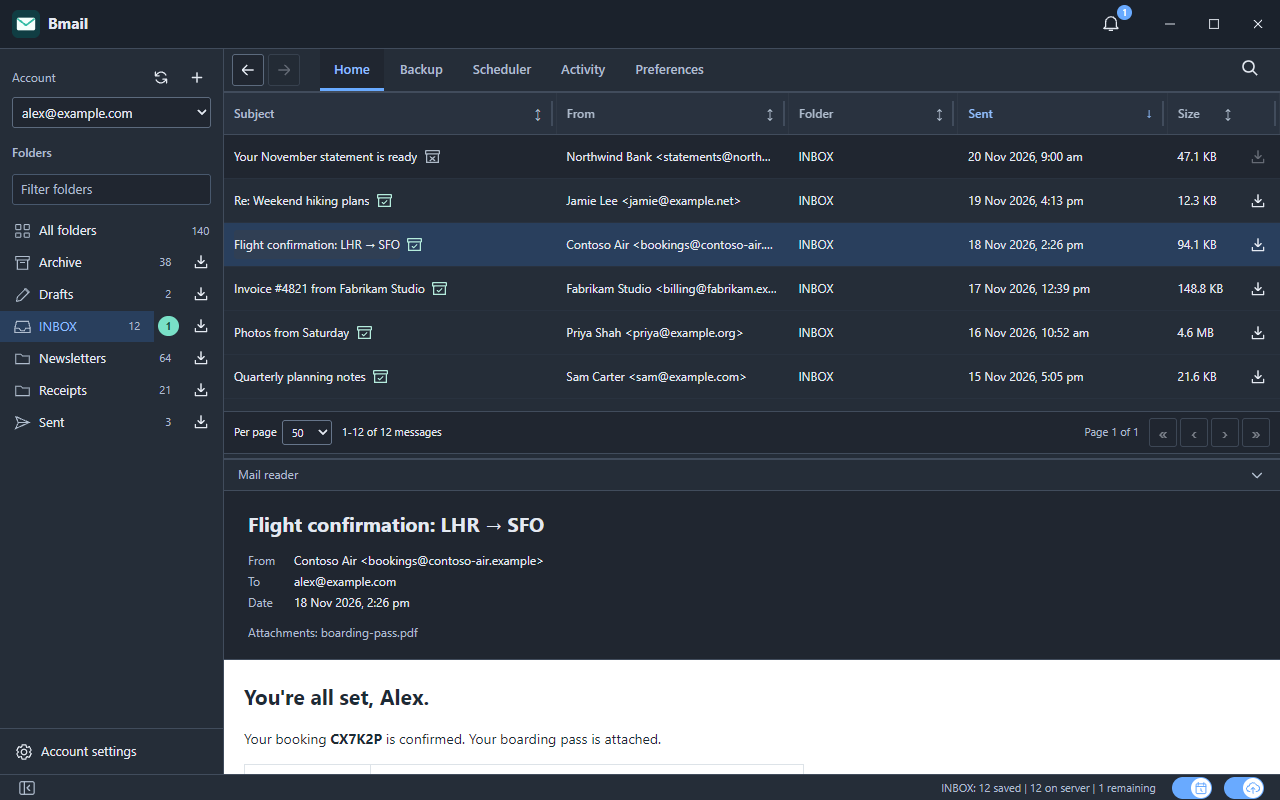 Bmail
1
Account
alex@example.com
Folders
Filter folders
All folders 140
Archive 38
Drafts 2
INBOX 12 1
Newsletters 64
Receipts 21
Sent 3
Account settings
Home Backup Scheduler Activity Preferences
Subject From Folder Sent ↓ Size
Your November statement is ready Northwind Bank <statements@north... INBOX 20 Nov 2026, 9:00 am 47.1 KB
Re: Weekend hiking plans Jamie Lee <jamie@example.net> INBOX 19 Nov 2026, 4:13 pm 12.3 KB
Flight confirmation: LHR → SFO Contoso Air <bookings@contoso-air.... INBOX 18 Nov 2026, 2:26 pm 94.1 KB
Invoice #4821 from Fabrikam Studio Fabrikam Studio <billing@fabrikam.ex... INBOX 17 Nov 2026, 12:39 pm 148.8 KB
Photos from Saturday Priya Shah <priya@example.org> INBOX 16 Nov 2026, 10:52 am 4.6 MB
Quarterly planning notes Sam Carter <sam@example.com> INBOX 15 Nov 2026, 5:05 pm 21.6 KB
Per page 50 1-12 of 12 messages Page 1 of 1 « ‹ › »
Mail reader
Flight confirmation: LHR → SFO
From Contoso Air <bookings@contoso-air.example>
To alex@example.com
Date 18 Nov 2026, 2:26 pm
Attachments: boarding-pass.pdf
You're all set, Alex.
Your booking CX7K2P is confirmed. Your boarding pass is attached.
INBOX: 12 saved | 12 on server | 1 remaining